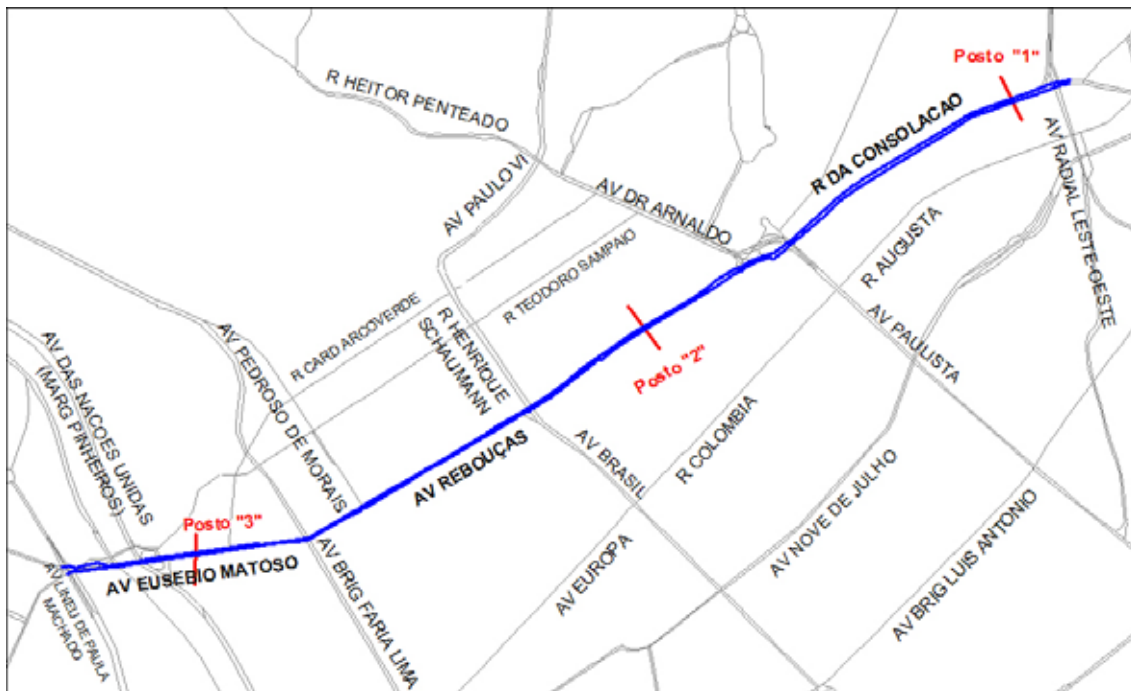 Posto "1"
R HEITOR PENTEADO
R DA CONSOLACAO
AV RADIAL LESTE-OESTE
AV PAULO VI
AV DR ARNALDO
R TEODORO SAMPAIO
R AUGUSTA
R CARD ARCOVERDE
R HENRIQUE
SCHAUMANN
AV PAULISTA
Posto "2"
AV PEDROSO DE MORAIS
AV DAS NACOES UNIDAS
(MARG PINHEIROS)
AV REBOUÇAS
AV BRASIL
R COLOMBIA
AV NOVE DE JULHO
AV BRIG LUIS ANTONIO
Posto "3"
AV EUSEBIO MATOSO
AV BRIG FARIA LIMA
AV EUROPA
AV LINEU DE PAULA
MACHADO